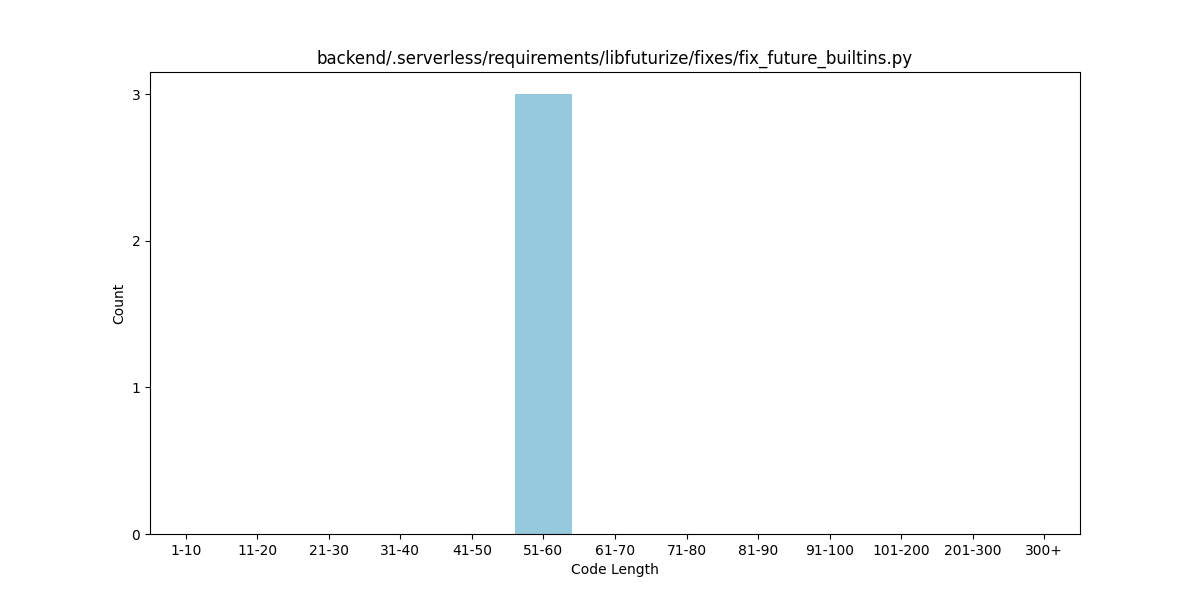 backend/.serverless/requirements/libfuturize/fixes/fix_future_builtins.py
3
2
1
0
Count
1-10 11-20 21-30 31-40 41-50 51-60 61-70 71-80 81-90 91-100 101-200 201-300 300+
Code Length